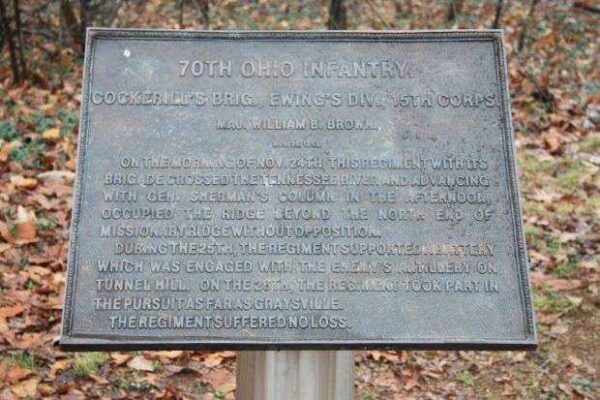 70TH OHIO INFANTRY.
COCKERILL'S BRIG., EWING'S DIV., 15TH CORPS.
MAJ. WILLIAM B. BROWN.
ON THE MORNING OF NOV. 24TH, THIS REGIMENT WITH ITS
BRIGADE CROSSED THE TENNESSEE RIVER AND ADVANCING
WITH GEN. SHERMAN'S COLUMN IN THE AFTERNOON,
OCCUPIED THE RIDGE BEYOND THE NORTH END OF
MISSIONARY RIDGE WITHOUT OPPOSITION.
DURING THE 25TH, THE REGIMENT SUPPORTED A BATTERY
WHICH WAS ENGAGED WITH THE ENEMY'S ARTILLERY ON
TUNNEL HILL. ON THE 26TH, THE REGIMENT TOOK PART IN
THE PURSUIT AS FAR AS GRAYSVILLE.
THE REGIMENT SUFFERED NO LOSS.